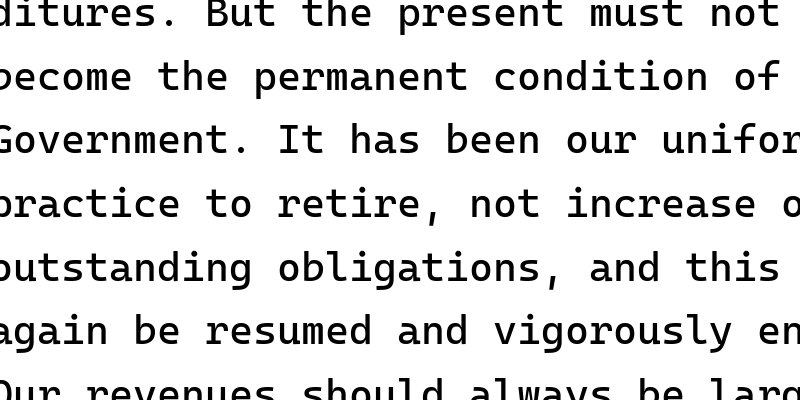 ditures. But the present must not
become the permanent condition of
Government. It has been our unifor
practice to retire, not increase o
outstanding obligations, and this
again be resumed and vigorously en
Our revenues should always be larg